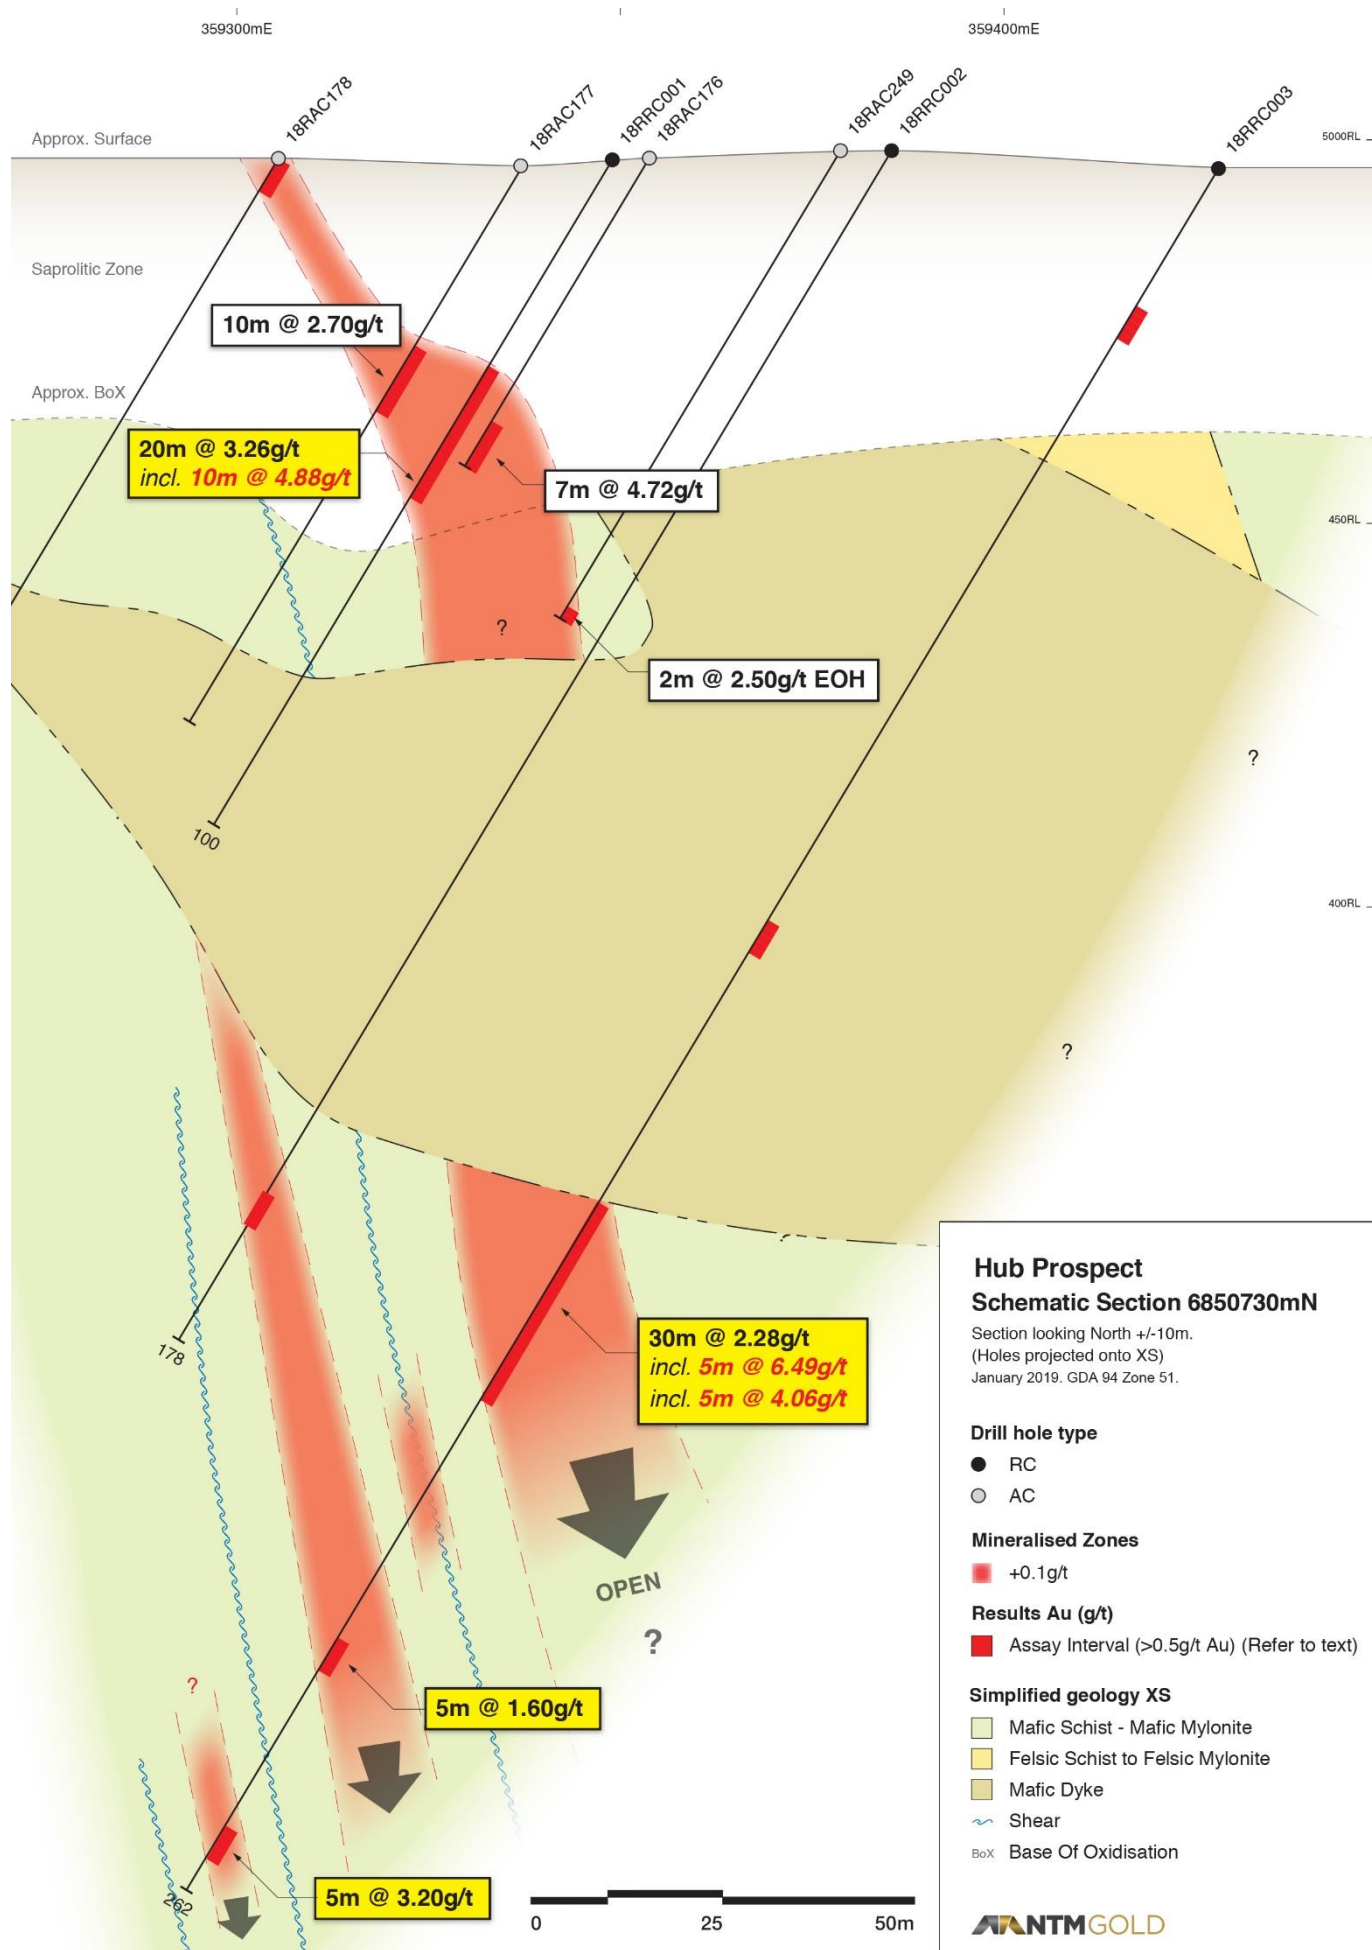 359300mE
359400mE
18RAC178
18RAC177
18RRC001
18RAC176
18RAC249
18RRC002
18RRC003
Approx. Surface
5000RL
Saprolitic Zone
10m @ 2.70g/t
Approx. BoX
20m @ 3.26g/t
incl. 10m @ 4.88g/t
7m @ 4.72g/t
450RL
?
2m @ 2.50g/t EOH
?
100
400RL
?
?
178
30m @ 2.28g/t
incl. 5m @ 6.49g/t
incl. 5m @ 4.06g/t
OPEN
?
?
5m @ 1.60g/t
262
5m @ 3.20g/t
0 25 50m
Hub Prospect
Schematic Section 6850730mN
Section looking North +/-10m.
(Holes projected onto XS)
January 2019. GDA 94 Zone 51.
Drill hole type
RC
AC
Mineralised Zones
+0.1g/t
Results Au (g/t)
Assay Interval (>0.5g/t Au) (Refer to text)
Simplified geology XS
Mafic Schist - Mafic Mylonite
Felsic Schist to Felsic Mylonite
Mafic Dyke
Shear
BoX Base Of Oxidisation
NTMGOLD